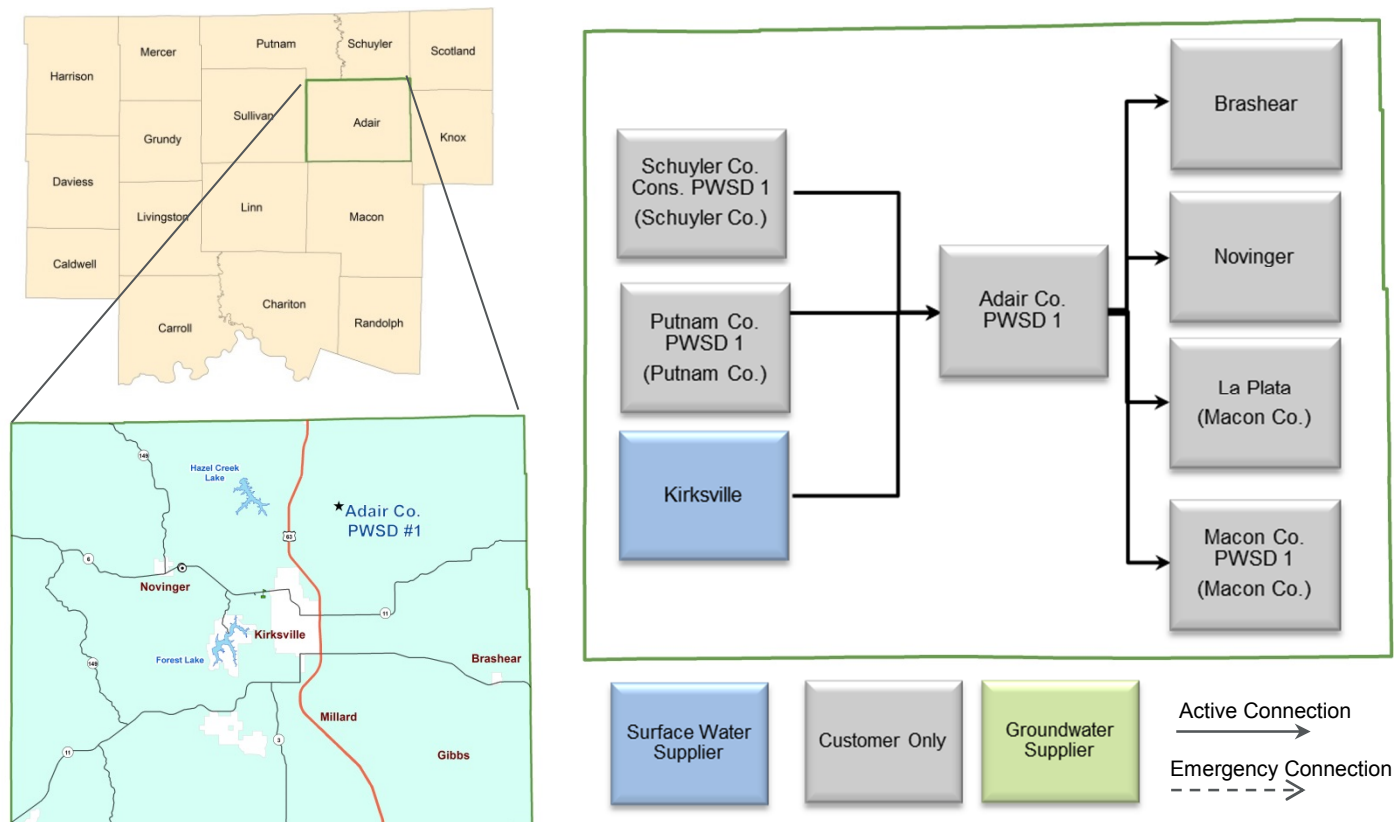 Harrison
Mercer
Putnam
Schuyler
Scotland
Grundy
Sullivan
Adair
Knox
Daviess
Livingston
Linn
Macon
Caldwell
Carroll
Chariton
Randolph
149
Hazel Creek
Lake
Adair Co.
PWSD #1
63
6
Novinger
11
Kirksville
Forest Lake
149
Brashear
Millard
11
3
Gibbs
Schuyler Co.
Cons. PWSD 1
(Schuyler Co.)
Putnam Co.
PWSD 1
(Putnam Co.)
Kirksville
Adair Co.
PWSD 1
Brashear
Novinger
La Plata
(Macon Co.)
Macon Co.
PWSD 1
(Macon Co.)
Surface Water
Supplier
Customer Only
Groundwater
Supplier
Active Connection
Emergency Connection